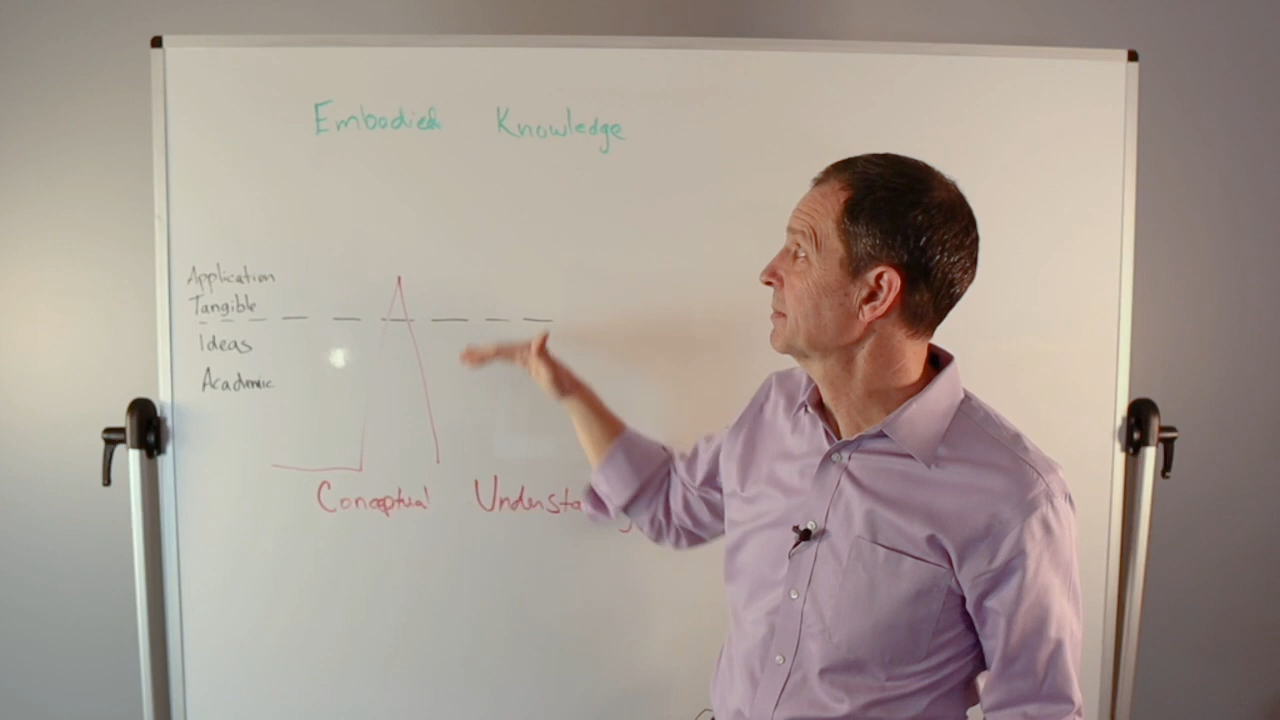 Embodied Knowledge
Application
Tangible
Ideas
Academic
Conceptual Understa